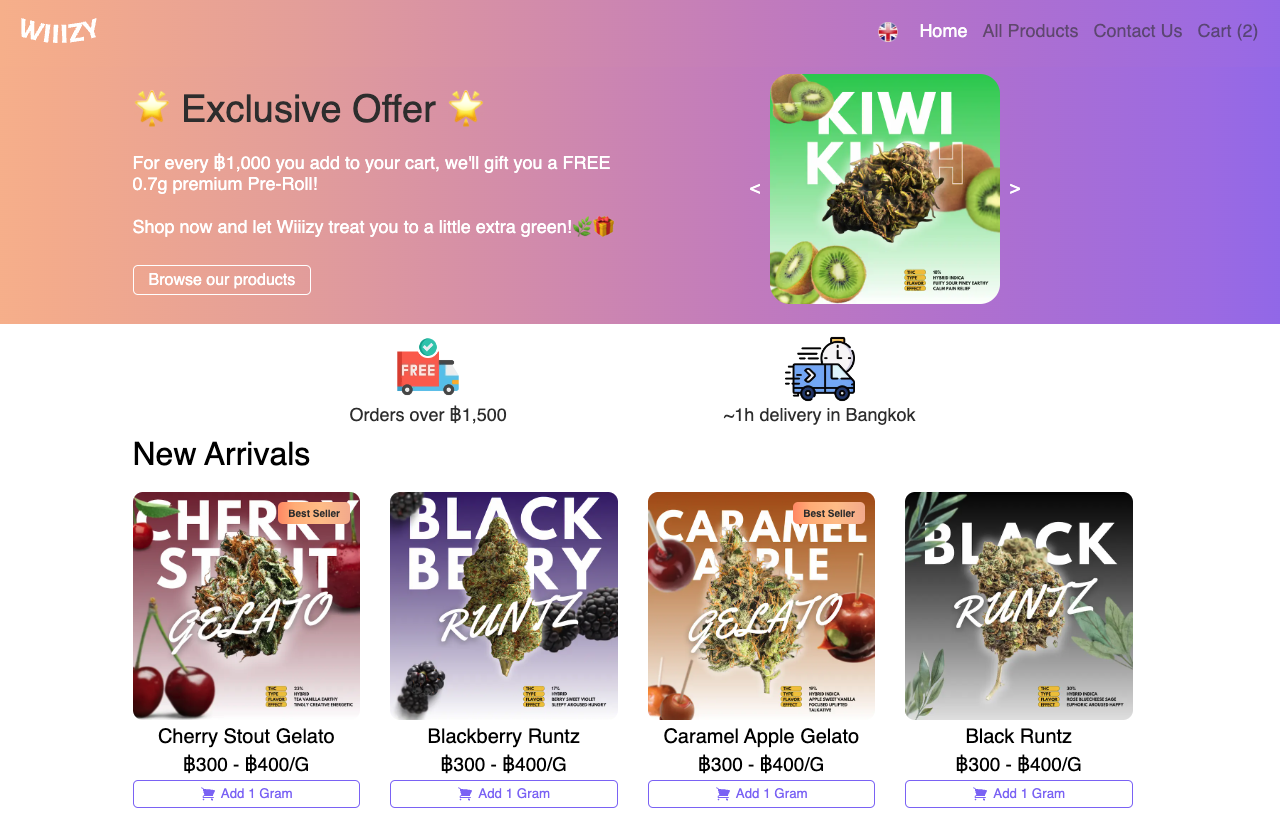 WIIIZY
Home All Products Contact Us Cart (2)
🌟 Exclusive Offer 🌟
For every ฿1,000 you add to your cart, we'll gift you a FREE
0.7g premium Pre-Roll!
Shop now and let Wiiizy treat you to a little extra green!🌿🎁
Browse our products
<
KIWI
KUSH
THC 18%
TYPE HYBRID INDICA
FLAVOR FUITY SOUR PINEY EARTHY
EFFECT CALM PAIN RELIEF
>
FREE
Orders over ฿1,500
~1h delivery in Bangkok
New Arrivals
CHERRY
Best Seller
STOUT
GELATO
THC 22%
TYPE HYBRID
FLAVOR TEA VANILLA EARTHY
EFFECT TINGLY CREATIVE ENERGETIC
Cherry Stout Gelato
฿300 - ฿400/G
Add 1 Gram
BLACK
BERRY
RUNTZ
THC 17%
TYPE HYBRID
FLAVOR BERRY SWEET VIOLET
EFFECT SLEEPY AROUSED HUNGRY
Blackberry Runtz
฿300 - ฿400/G
Add 1 Gram
CARAMEL
Best Seller
APPLE
GELATO
THC 19%
TYPE HYBRID INDICA
FLAVOR APPLE SWEET VANILLA
EFFECT FOCUSED UPLIFTED
TALKATIVE
Caramel Apple Gelato
฿300 - ฿400/G
Add 1 Gram
BLACK
RUNTZ
THC 20%
TYPE HYBRID INDICA
FLAVOR ROSE BLUECHEESE SAGE
EFFECT EUPHORIC AROUSED HAPPY
Black Runtz
฿300 - ฿400/G
Add 1 Gram